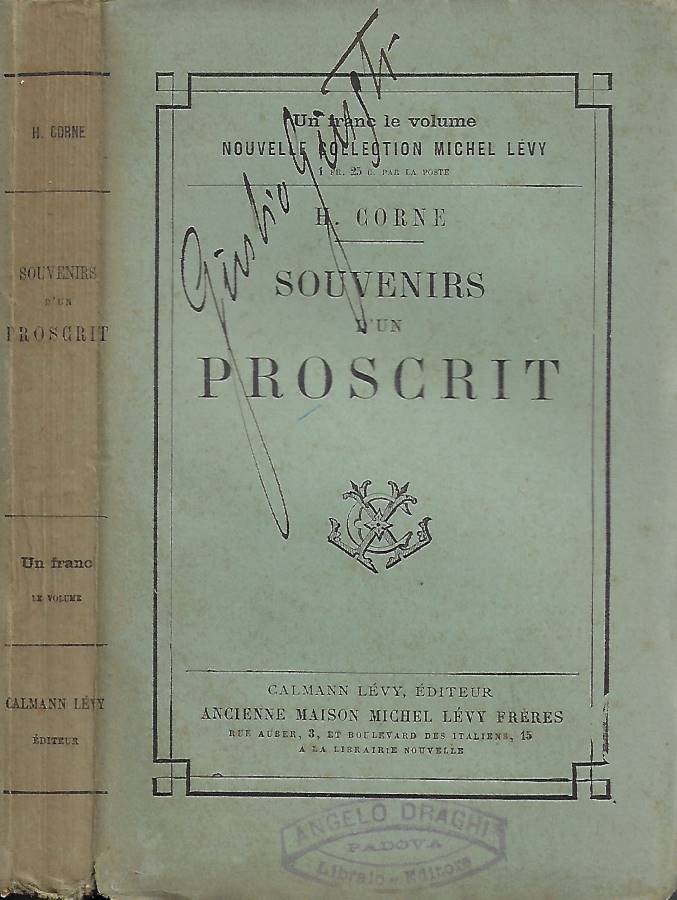 H. CORNE
SOUVENIRS
D'UN
PROSCRIT
Un franc
LE VOLUME
CALMANN LÉVY
ÉDITEUR
Un franc le volume
NOUVELLE COLLECTION MICHEL LÉVY
1 FR. 25 C. PAR LA POSTE
H. CORNE
SOUVENIRS
D'UN
PROSCRIT
CALMANN LÉVY, ÉDITEUR
ANCIENNE MAISON MICHEL LÉVY FRÈRES
RUE AUBER, 3, ET BOULEVARD DES ITALIENS, 15
A LA LIBRAIRIE NOUVELLE
ANGELO DRAGHI
PADOVA
Libraio - Editore